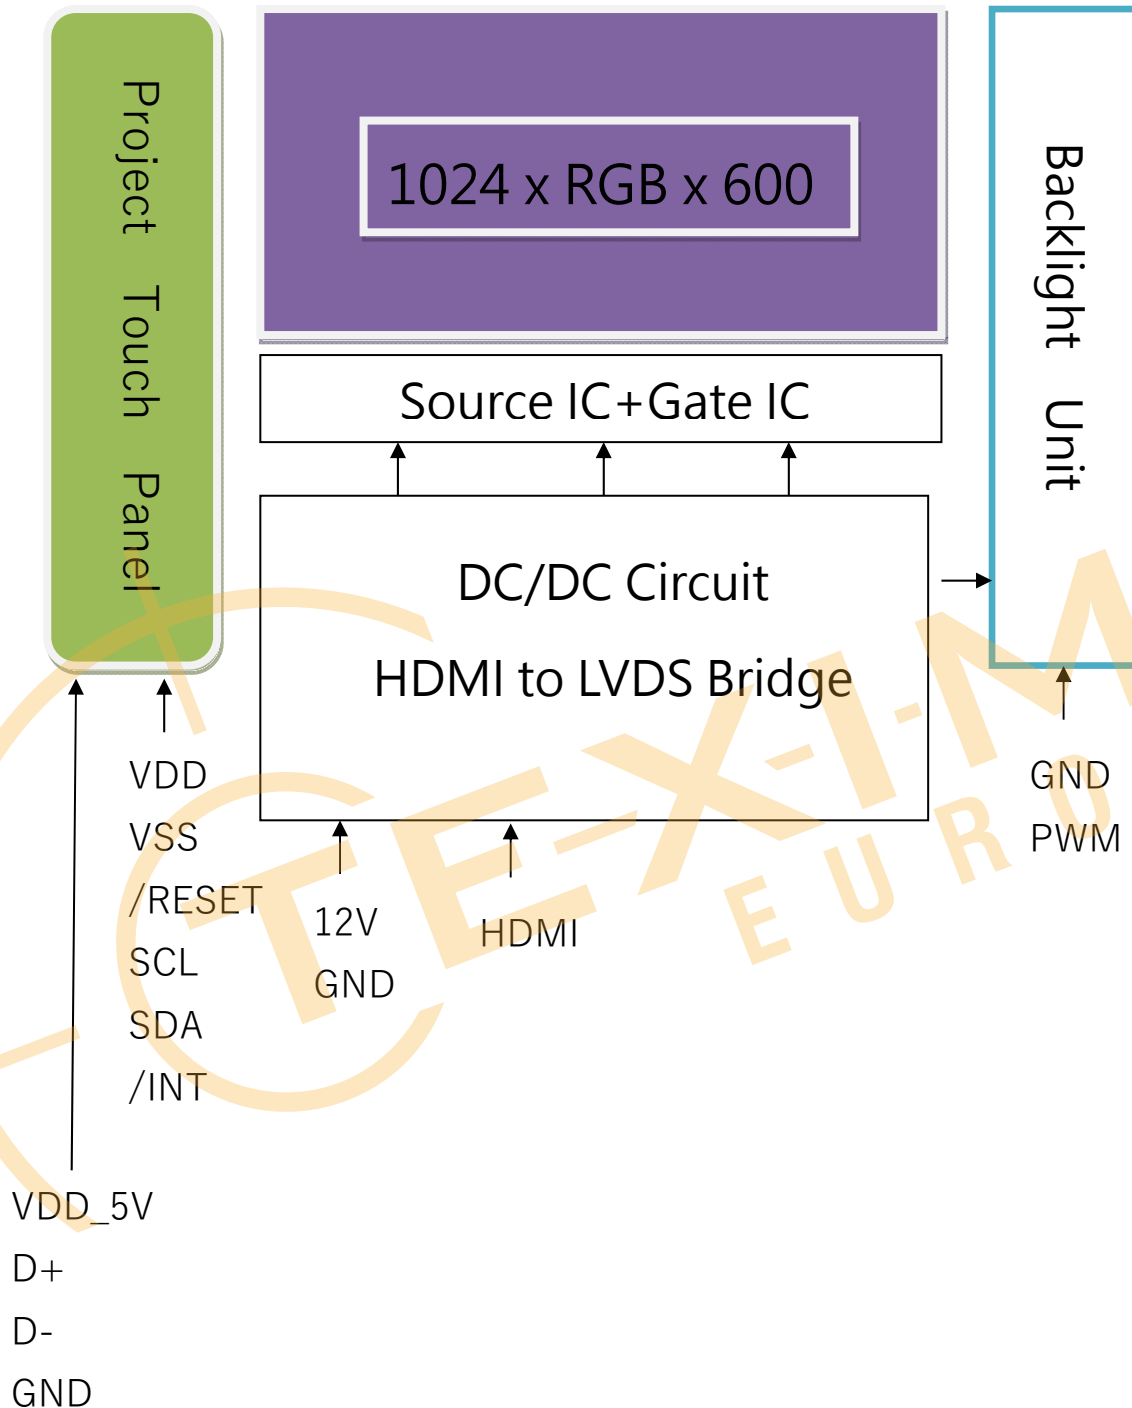 Project Touch Panel
1024 x RGB x 600
Backlight Unit
Source IC+Gate IC
DC/DC Circuit
HDMI to LVDS Bridge
VDD
VSS
/RESET
SCL
SDA
/INT
12V
GND
HDMI
GND
PWM
VDD_5V
D+
D-
GND
TEXIM
EURO